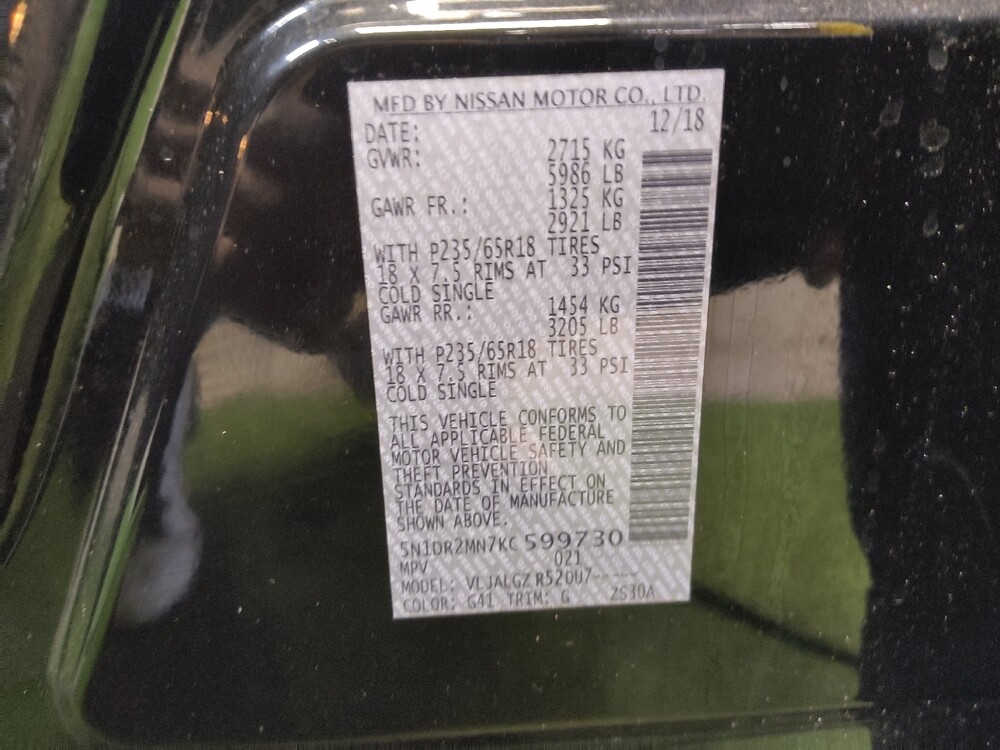 MFD BY NISSAN MOTOR CO., LTD.
DATE: 12/18
GVWR: 2715 KG
5986 LB
GAWR FR.: 1325 KG
2921 LB
WITH P235/65R18 TIRES
18 X 7.5 RIMS AT 33 PSI
COLD SINGLE
GAWR RR.: 1454 KG
3205 LB
WITH P235/65R18 TIRES
18 X 7.5 RIMS AT 33 PSI
COLD SINGLE
THIS VEHICLE CONFORMS TO
ALL APPLICABLE FEDERAL
MOTOR VEHICLE SAFETY AND
THEFT PREVENTION
STANDARDS IN EFFECT ON
THE DATE OF MANUFACTURE
SHOWN ABOVE.
5N1DR2MN7KC599730
MPV 021
MODEL: VLJALGZ R52DU7-----
COLOR: G41 TRIM: G ZS30A